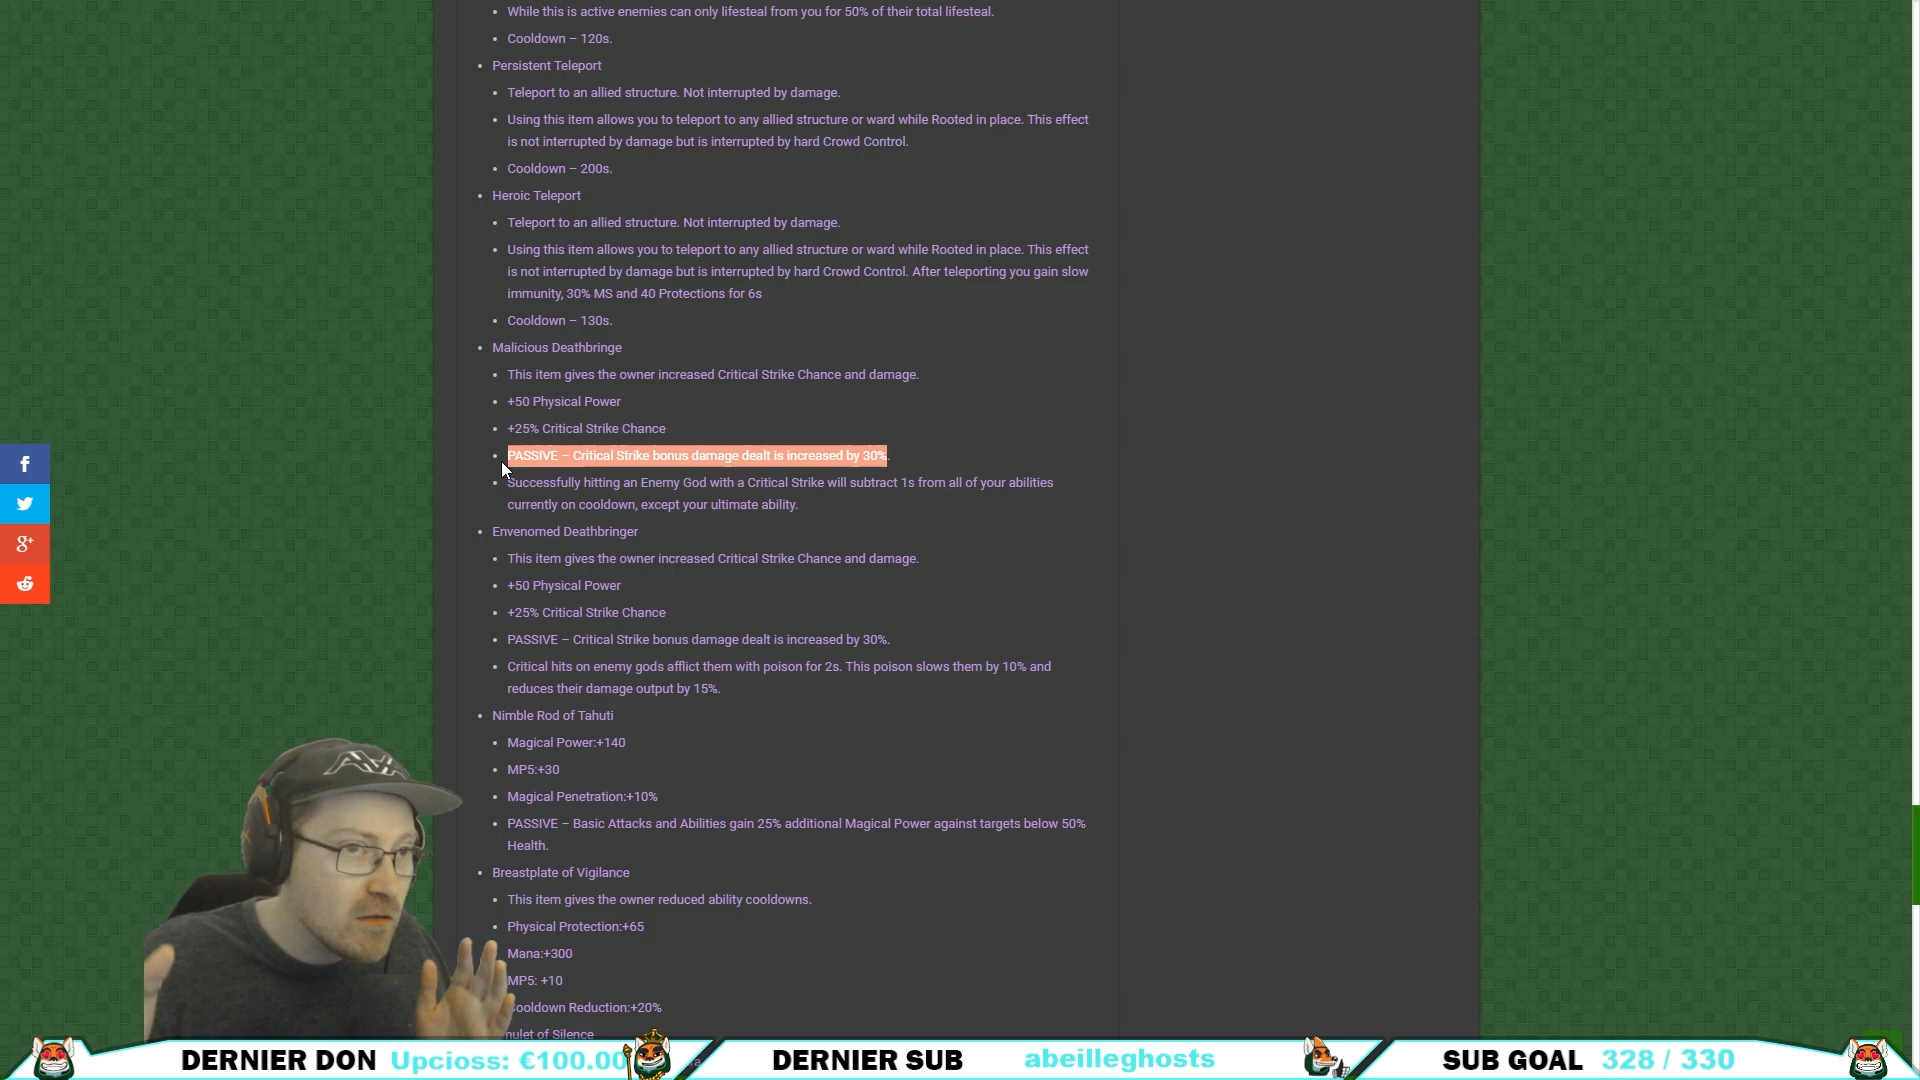 While this is active enemies can only lifesteal from you for 50% of their total lifesteal.
Cooldown – 120s.
Persistent Teleport
Teleport to an allied structure. Not interrupted by damage.
Using this item allows you to teleport to any allied structure or ward while Rooted in place. This effect
is not interrupted by damage but is interrupted by hard Crowd Control.
Cooldown – 200s.
Heroic Teleport
Teleport to an allied structure. Not interrupted by damage.
Using this item allows you to teleport to any allied structure or ward while Rooted in place. This effect
is not interrupted by damage but is interrupted by hard Crowd Control. After teleporting you gain slow
immunity, 30% MS and 40 Protections for 6s
Cooldown – 130s.
Malicious Deathbringe
This item gives the owner increased Critical Strike Chance and damage.
+50 Physical Power
+25% Critical Strike Chance
PASSIVE – Critical Strike bonus damage dealt is increased by 30%.
Successfully hitting an Enemy God with a Critical Strike will subtract 1s from all of your abilities
currently on cooldown, except your ultimate ability.
Envenomed Deathbringer
This item gives the owner increased Critical Strike Chance and damage.
+50 Physical Power
+25% Critical Strike Chance
PASSIVE – Critical Strike bonus damage dealt is increased by 30%.
Critical hits on enemy gods afflict them with poison for 2s. This poison slows them by 10% and
reduces their damage output by 15%.
Nimble Rod of Tahuti
Magical Power:+140
MP5:+30
Magical Penetration:+10%
PASSIVE – Basic Attacks and Abilities gain 25% additional Magical Power against targets below 50%
Health.
Breastplate of Vigilance
This item gives the owner reduced ability cooldowns.
Physical Protection:+65
Mana:+300
MP5: +10
Cooldown Reduction:+20%
of Silence
DERNIER DON Upcioss: €100.00
DERNIER SUB abeilleghosts
SUB GOAL 328 / 330